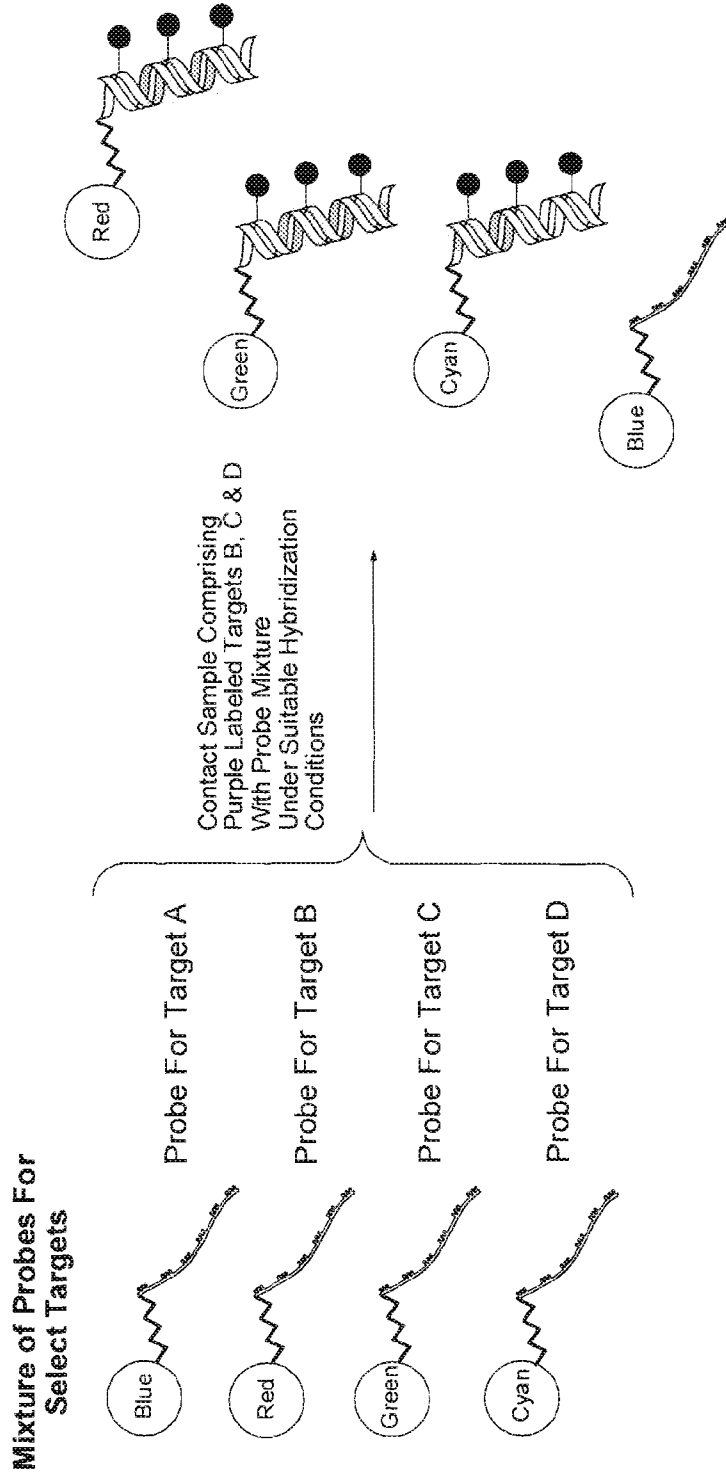 Mixture of Probes For
Select Targets
Blue
Probe For Target A
Red
Probe For Target B
Green
Probe For Target C
Cyan
Probe For Target D
Contact Sample Comprising
Purple Labeled Targets B, C & D
With Probe Mixture
Under Suitable Hybridization
Conditions
Red
Green
Cyan
Blue